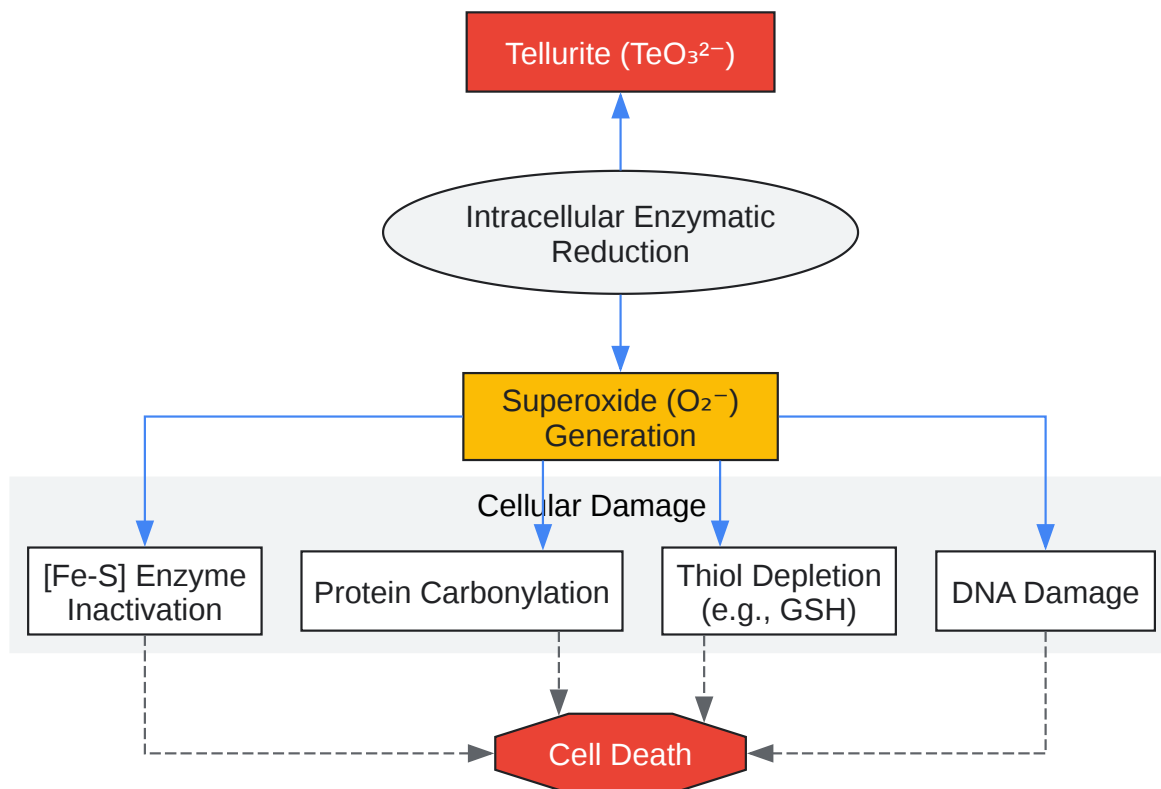 Tellurite (TeO₃²⁻)
Intracellular Enzymatic
Reduction
Superoxide (O₂⁻)
Generation
Cellular Damage
[Fe-S] Enzyme
Inactivation
Protein Carbonylation
Thiol Depletion
(e.g., GSH)
DNA Damage
Cell Death